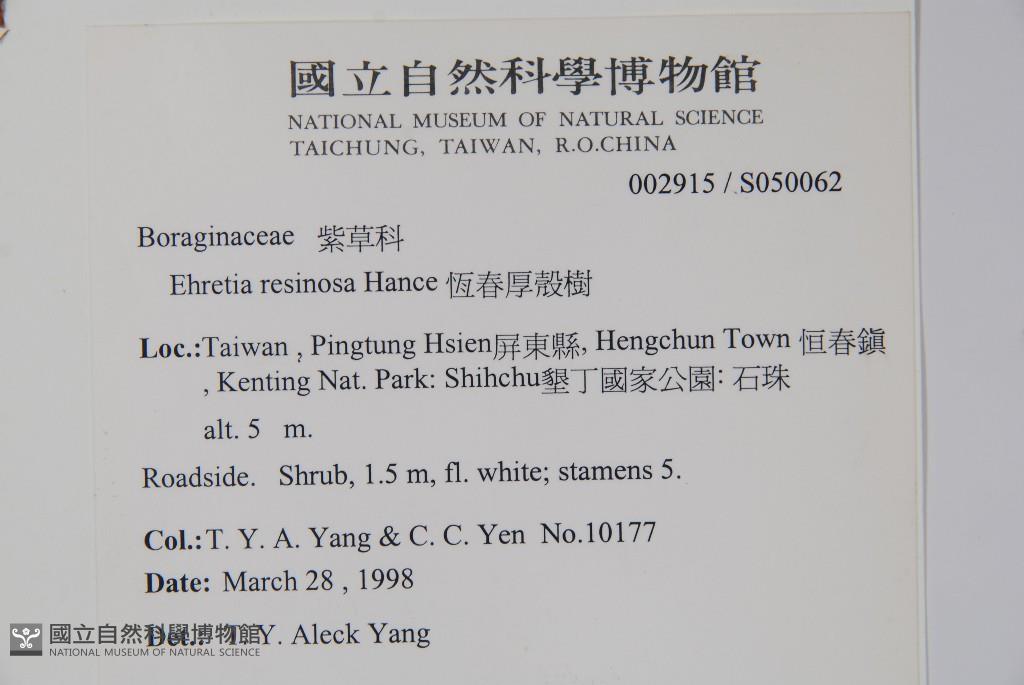 國立自然科學博物館
NATIONAL MUSEUM OF NATURAL SCIENCE
TAICHUNG, TAIWAN, R.O.CHINA
002915 / S050062
Boraginaceae 紫草科
Ehretia resinosa Hance 恆春厚殼樹
Loc.:Taiwan , Pingtung Hsien屏東縣, Hengchun Town 恒春鎮
, Kenting Nat. Park: Shihchu墾丁國家公園: 石珠
alt. 5 m.
Roadside. Shrub, 1.5 m, fl. white; stamens 5.
Col.:T. Y. A. Yang & C. C. Yen No.10177
Date: March 28 , 1998
Det.: T. Y. Aleck Yang
國立自然科學博物館
NATIONAL MUSEUM OF NATURAL SCIENCE